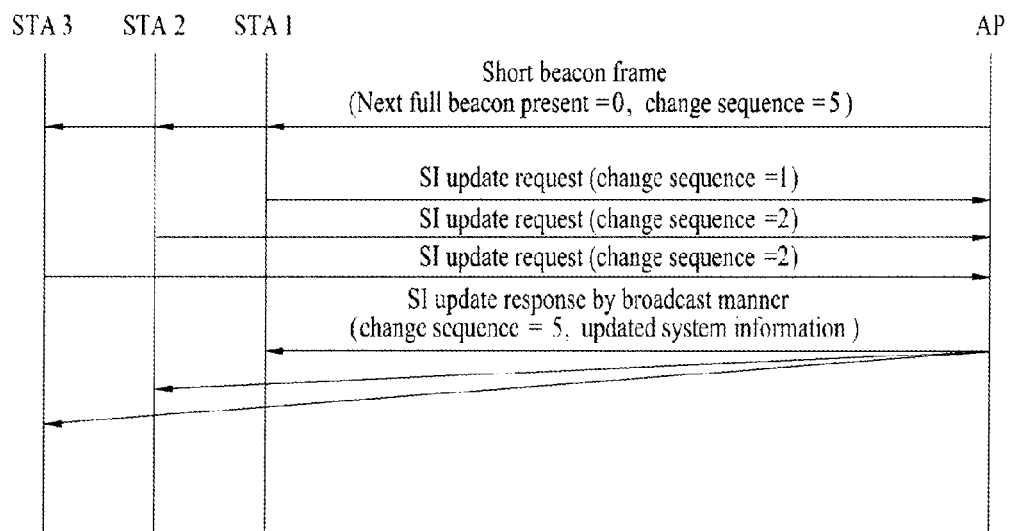 STA 3 STA 2 STA 1 AP
Short beacon frame
(Next full beacon present =0, change sequence =5)
SI update request (change sequence =1)
SI update request (change sequence =2)
SI update request (change sequence =2)
SI update response by broadcast manner
(change sequence = 5, updated system information )